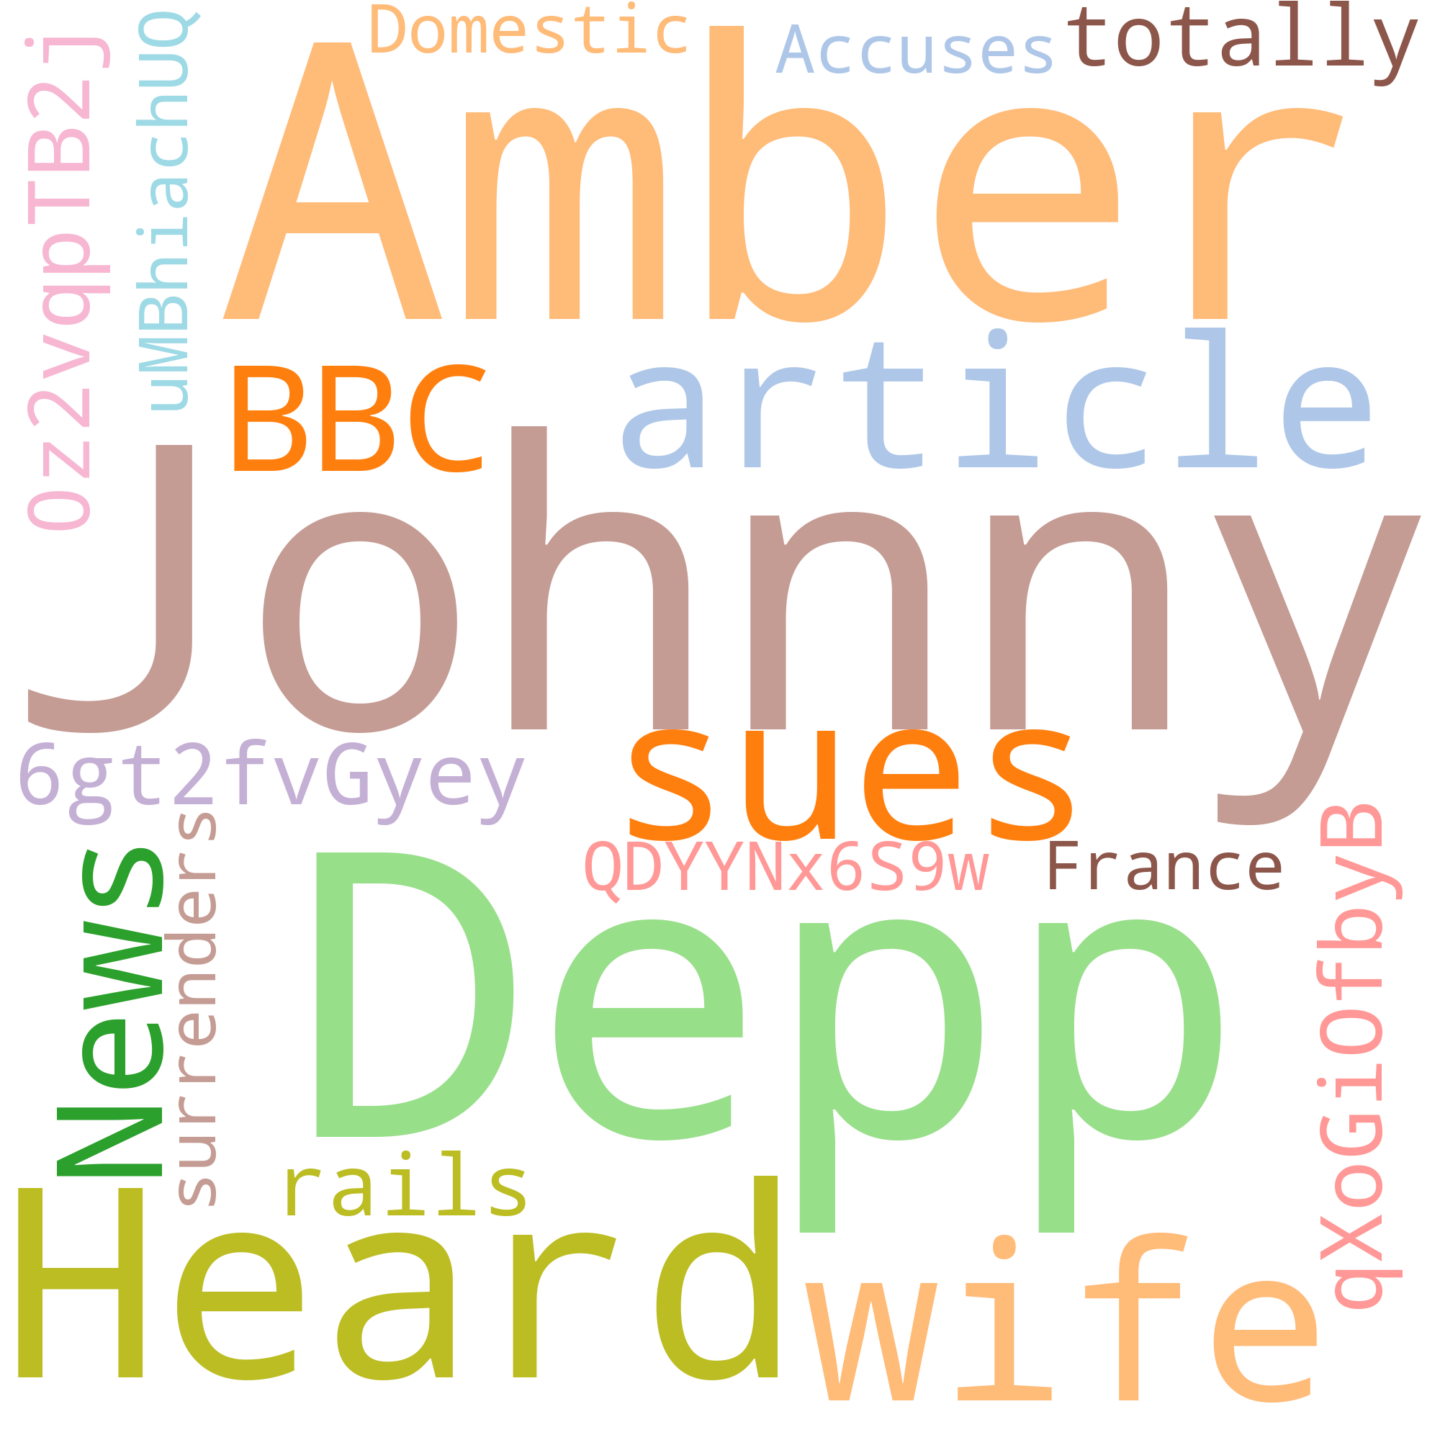 Domestic
Accuses
totally
Amber
0z2vqpTB2j
uMBhiachUQ
BBC
article
Johnny
6gt2fvGyey
sues
QDYYNx6S9w
France
News
surrenders
Depp
qXoGiOfbyB
rails
Heard
wife